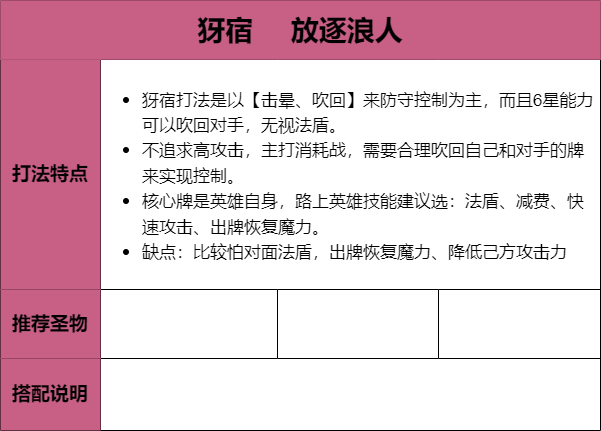 犽宿 放逐浪人
打法特点
犽宿打法是以【击晕、吹回】来防守控制为主，而且6星能力
可以吹回对手，无视法盾。
不追求高攻击，主打消耗战，需要合理吹回自己和对手的牌
来实现控制。
核心牌是英雄自身，路上英雄技能建议选：法盾、减费、快
速攻击、出牌恢复魔力。
缺点：比较怕对面法盾，出牌恢复魔力、降低己方攻击力
推荐圣物
搭配说明